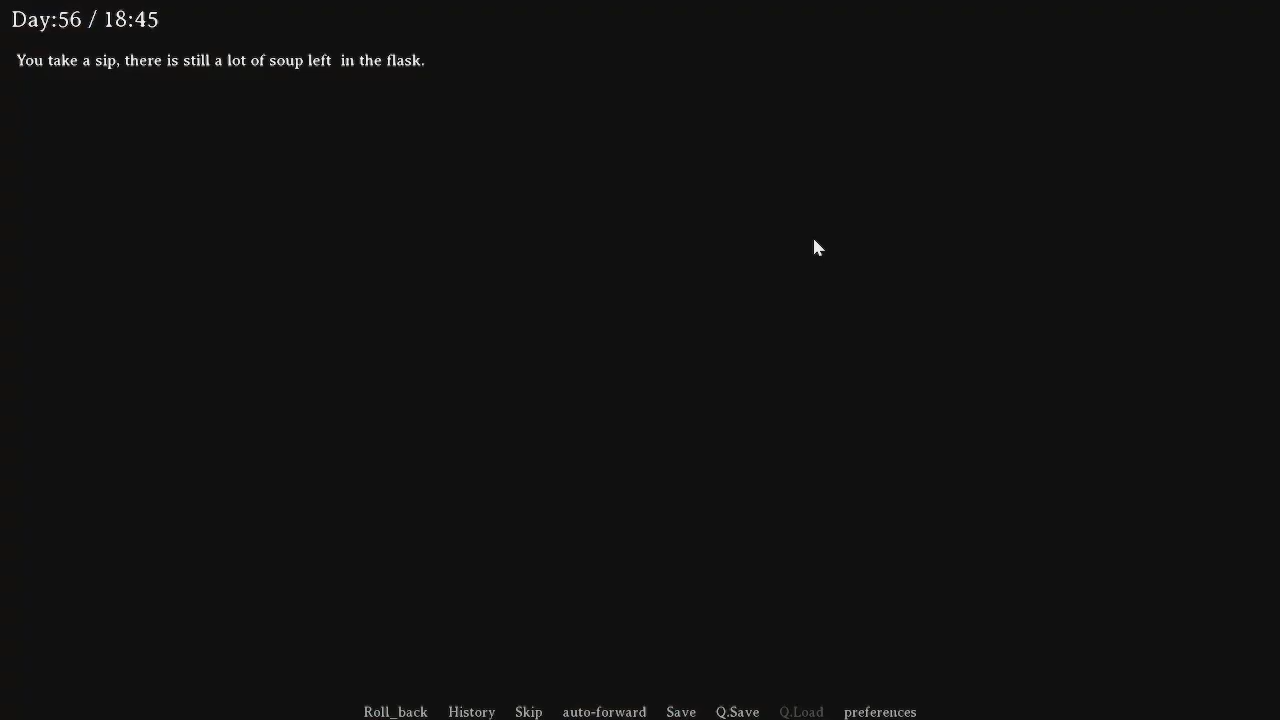 Day:56 / 18:45
You take a sip, there is still a lot of soup left  in the flask.
Roll_back History Skip auto-forward Save Q.Save Q.Load preferences